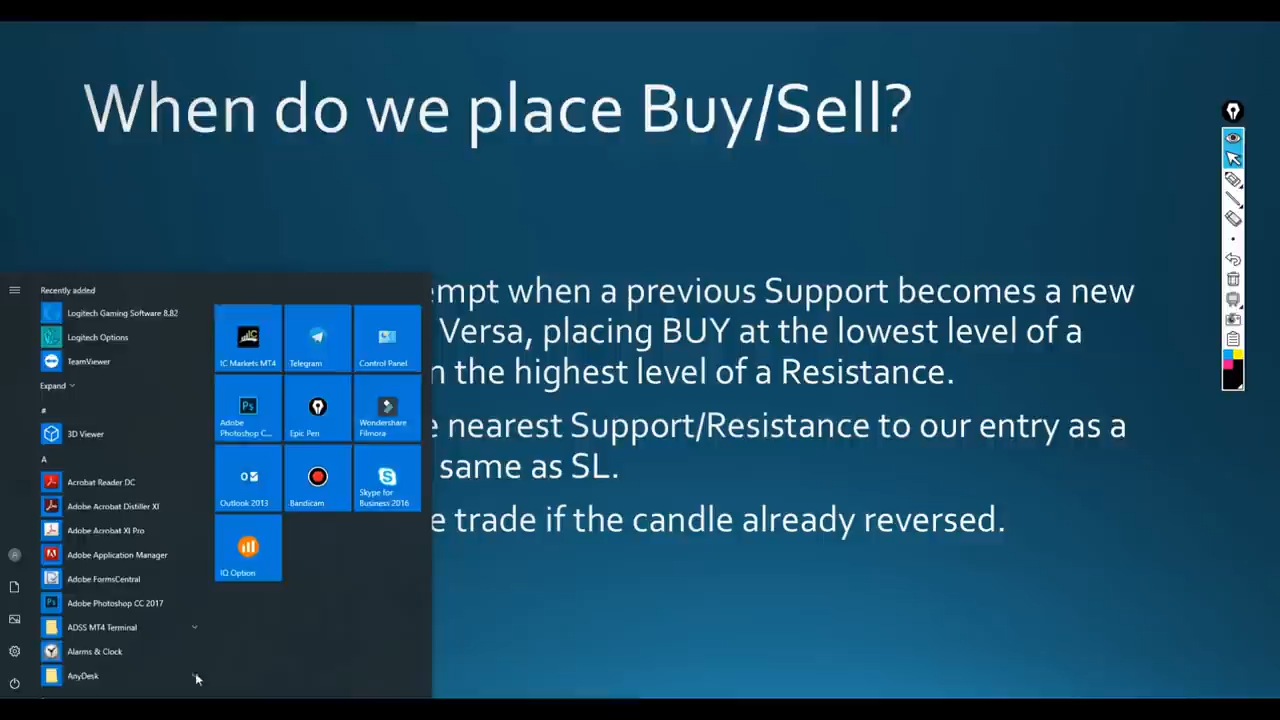 When do we place Buy/Sell?
empt when a previous Support becomes a new
Versa, placing BUY at the lowest level of a
n the highest level of a Resistance.
e nearest Support/Resistance to our entry as a
same as SL.
e trade if the candle already reversed.
Recently added
Logitech Gaming Software 8.82
Logitech Options
TeamViewer
Expand
#
3D Viewer
A
Acrobat Reader DC
Adobe Acrobat Distiller XI
Adobe Acrobat XI Pro
Adobe Application Manager
Adobe FormsCentral
Adobe Photoshop CC 2017
ADSS MT4 Terminal
Alarms & Clock
AnyDesk
IC Markets MT4
Telegram
Control Panel
Adobe
Photoshop C...
Epic Pen
Wondershare
Filmora
Outlook 2013
Bandicam
Skype for
Business 2016
IQ Option